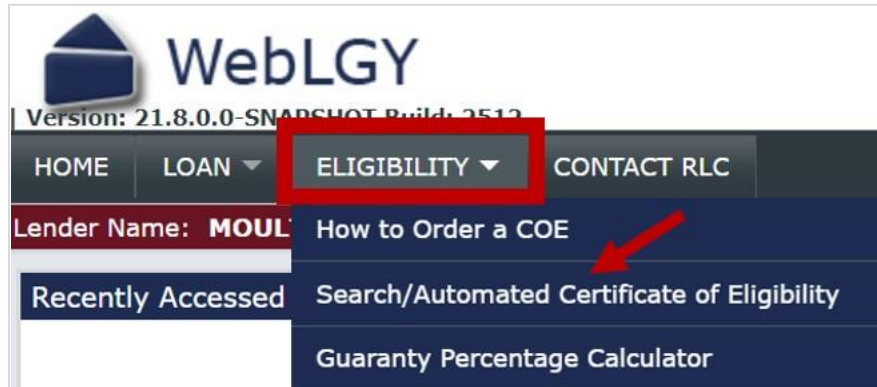 WebLGY
| Version: 21.8.0.0-SNAPSHOT Build: 2512
HOME LOAN ELIGIBILITY CONTACT RLC
Lender Name: MOUL
How to Order a COE
Recently Accessed
Search/Automated Certificate of Eligibility
Guaranty Percentage Calculator